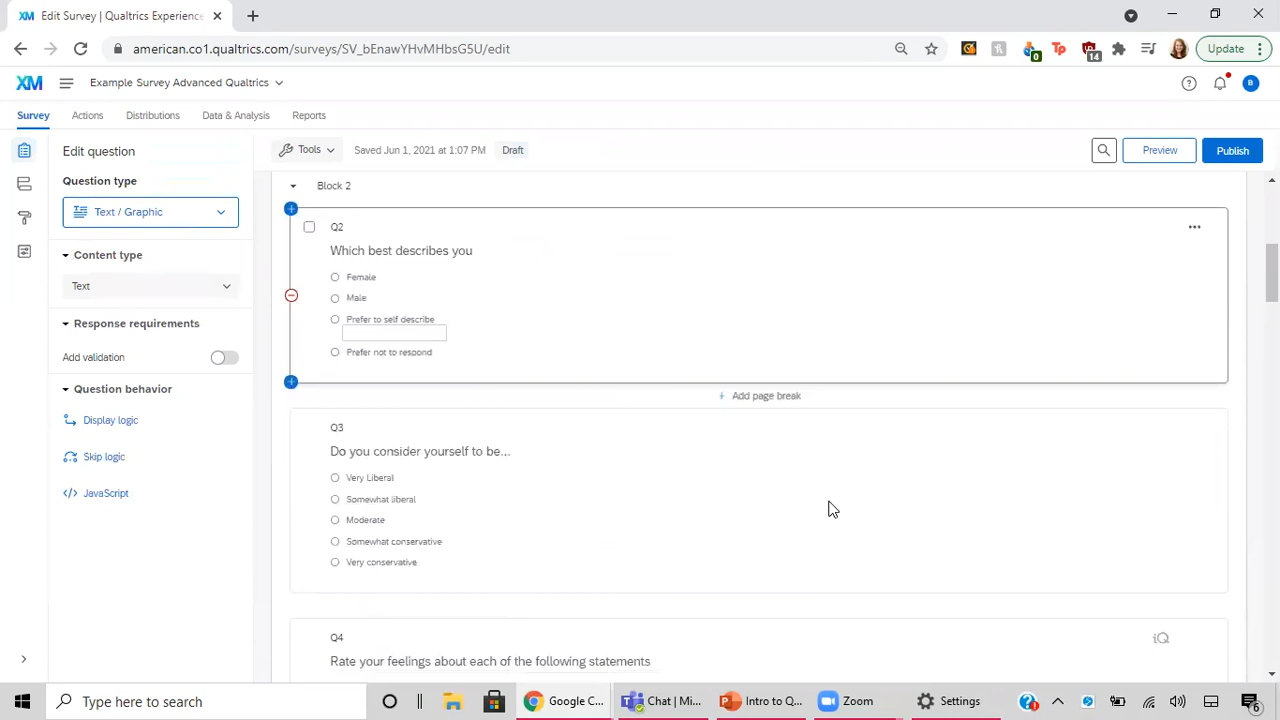 XM Edit Survey | Qualtrics Experience
american.co1.qualtrics.com/surveys/SV_bEnawYHvMHbsG5U/edit
0
14
Update
XM Example Survey Advanced Qualtrics
B
Survey Actions Distributions Data & Analysis Reports
Edit question
Tools Saved Jun 1, 2021 at 1:07 PM Draft
Preview Publish
Question type
Text / Graphic
Content type
Text
Response requirements
Add validation
Question behavior
Display logic
Skip logic
JavaScript
Block 2
Q2
Which best describes you
Female
Male
Prefer to self describe
Prefer not to respond
Add page break
Q3
Do you consider yourself to be...
Very Liberal
Somewhat liberal
Moderate
Somewhat conservative
Very conservative
Q4
iQ
Rate your feelings about each of the following statements
Type here to search
Google C...
Chat | Mi...
Intro to Q...
Zoom
Settings
6